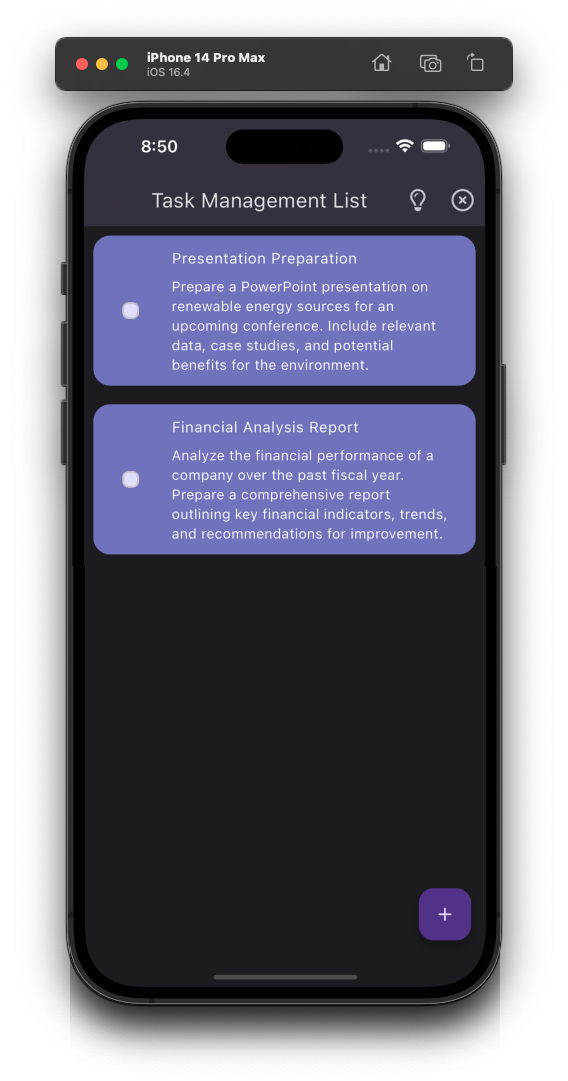 iPhone 14 Pro Max
iOS 16.4
8:50
Task Management List
Presentation Preparation
Prepare a PowerPoint presentation on
renewable energy sources for an
upcoming conference. Include relevant
data, case studies, and potential
benefits for the environment.
Financial Analysis Report
Analyze the financial performance of a
company over the past fiscal year.
Prepare a comprehensive report
outlining key financial indicators, trends,
and recommendations for improvement.